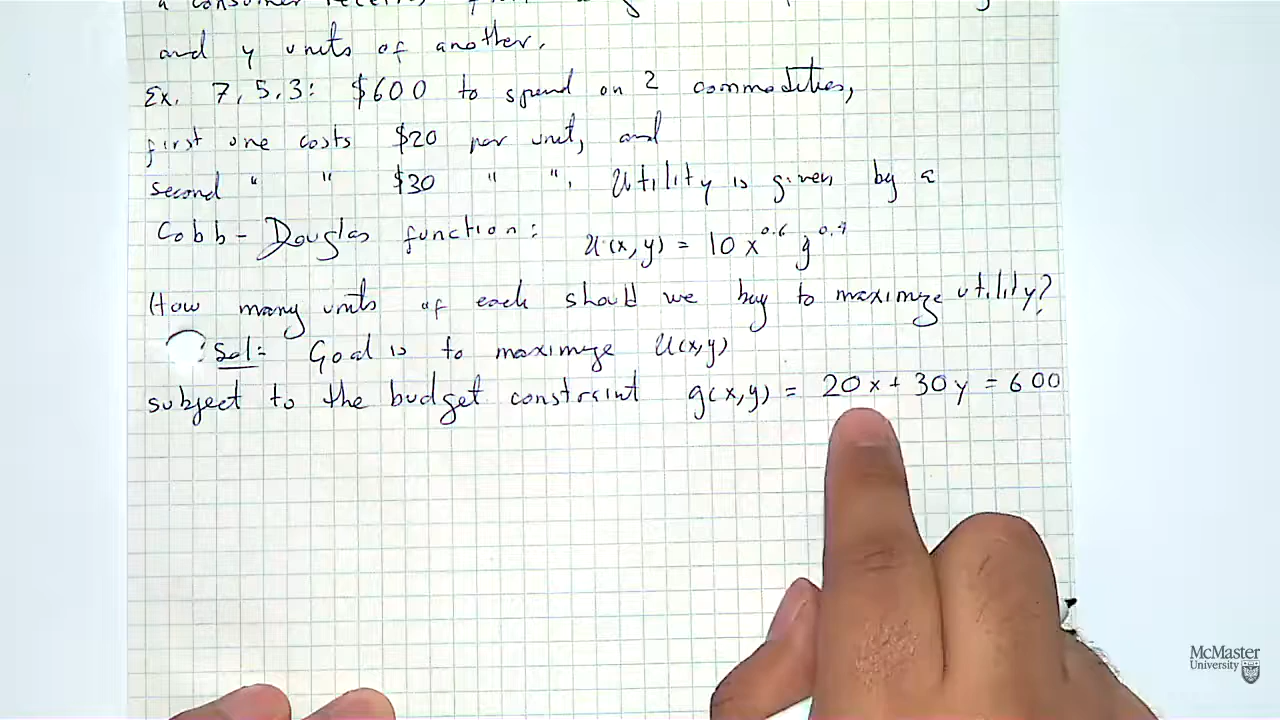 a consumer receives
and y units of another.
Ex. 7.5.3: $600 to spend on 2 commodities,
first one costs $20 per unit, and
second " " $30 " ". Utility is given by a
Cobb-Douglas function: U(x,y) = 10 x^0.6 y^0.4
How many units of each should we buy to maximize utility?
Sol: Goal is to maximize U(x,y)
subject to the budget constraint g(x,y) = 20x + 30y = 600
McMaster
University